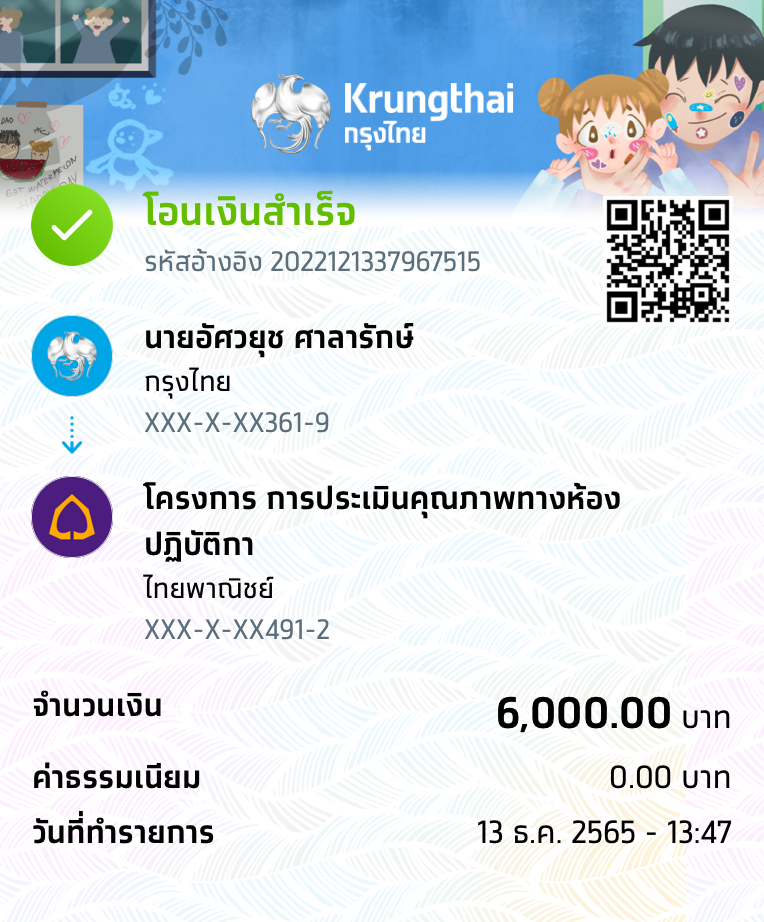 Krungthai
กรุงไทย
DAD
ME
EAT WATERMELON
โอนเงินสำเร็จ
รหัสอ้างอิง 2022121337967515
นายอัศวยุช ศาลารักษ์
กรุงไทย
XXX-X-XX361-9
โครงการ การประเมินคุณภาพทางห้อง
ปฏิบัติกา
ไทยพาณิชย์
XXX-X-XX491-2
จำนวนเงิน 6,000.00 บาท
ค่าธรรมเนียม 0.00 บาท
วันที่ทำรายการ 13 ธ.ค. 2565 - 13:47